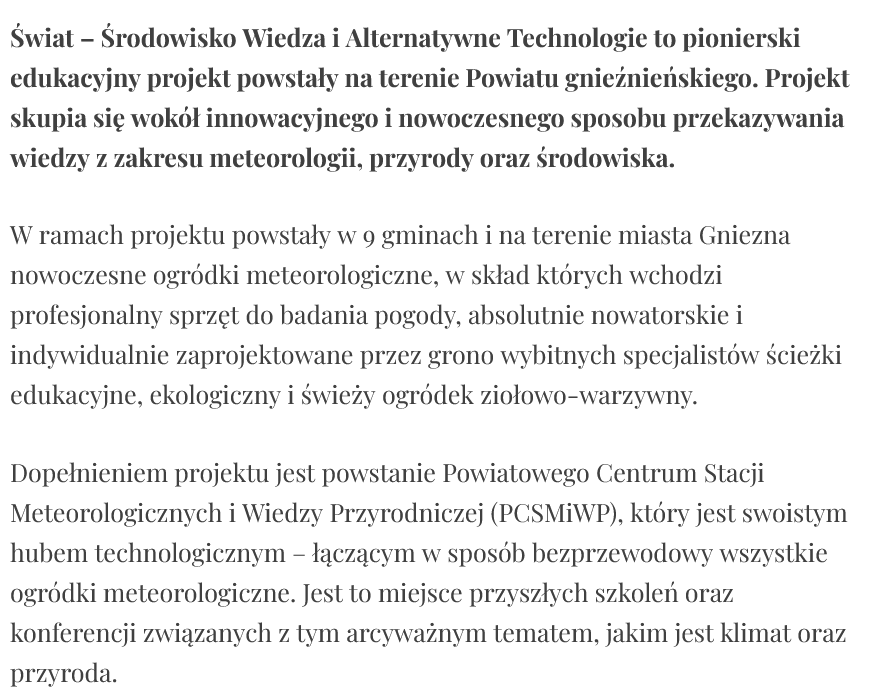 Świat – Środowisko Wiedza i Alternatywne Technologie to pionierski
edukacyjny projekt powstały na terenie Powiatu gnieźnieńskiego. Projekt
skupia się wokół innowacyjnego i nowoczesnego sposobu przekazywania
wiedzy z zakresu meteorologii, przyrody oraz środowiska.
W ramach projektu powstały w 9 gminach i na terenie miasta Gniezna
nowoczesne ogródki meteorologiczne, w skład których wchodzi
profesjonalny sprzęt do badania pogody, absolutnie nowatorskie i
indywidualnie zaprojektowane przez grono wybitnych specjalistów ścieżki
edukacyjne, ekologiczny i świeży ogródek ziołowo-warzywny.
Dopełnieniem projektu jest powstanie Powiatowego Centrum Stacji
Meteorologicznych i Wiedzy Przyrodniczej (PCSMiWP), który jest swoistym
hubem technologicznym – łączącym w sposób bezprzewodowy wszystkie
ogródki meteorologiczne. Jest to miejsce przyszłych szkoleń oraz
konferencji związanych z tym arcyważnym tematem, jakim jest klimat oraz
przyroda.